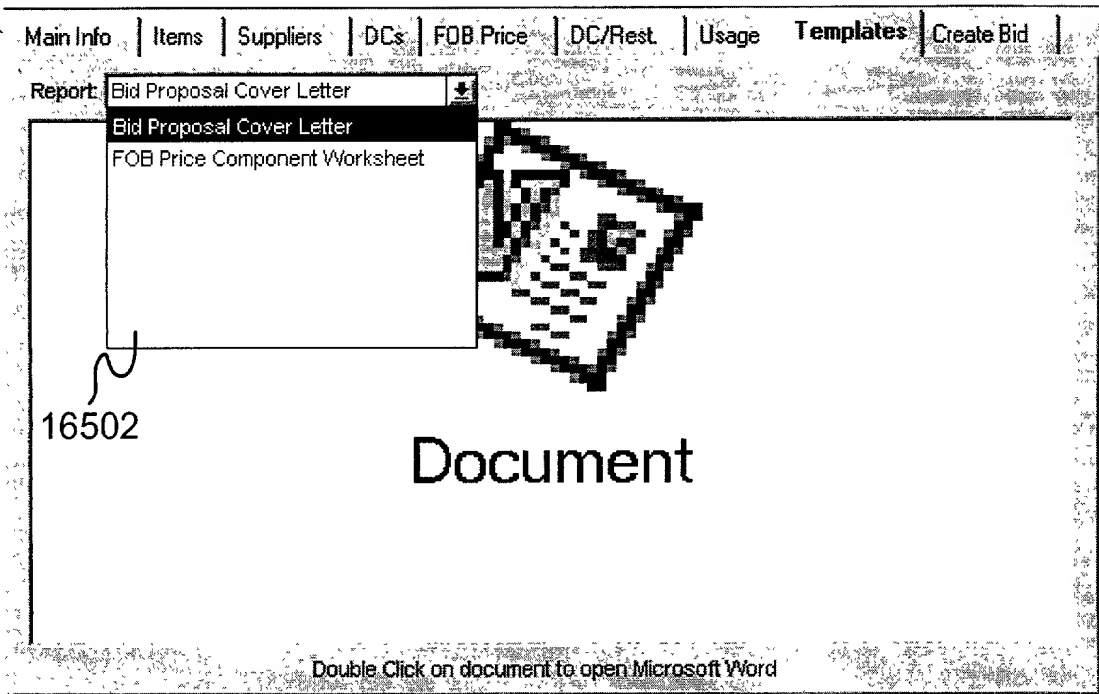 Main Info Items Suppliers DCs FOB Price DC/Rest. Usage Templates Create Bid
Report: Bid Proposal Cover Letter
Bid Proposal Cover Letter
FOB Price Component Worksheet
16502
Document
Double Click on document to open Microsoft Word